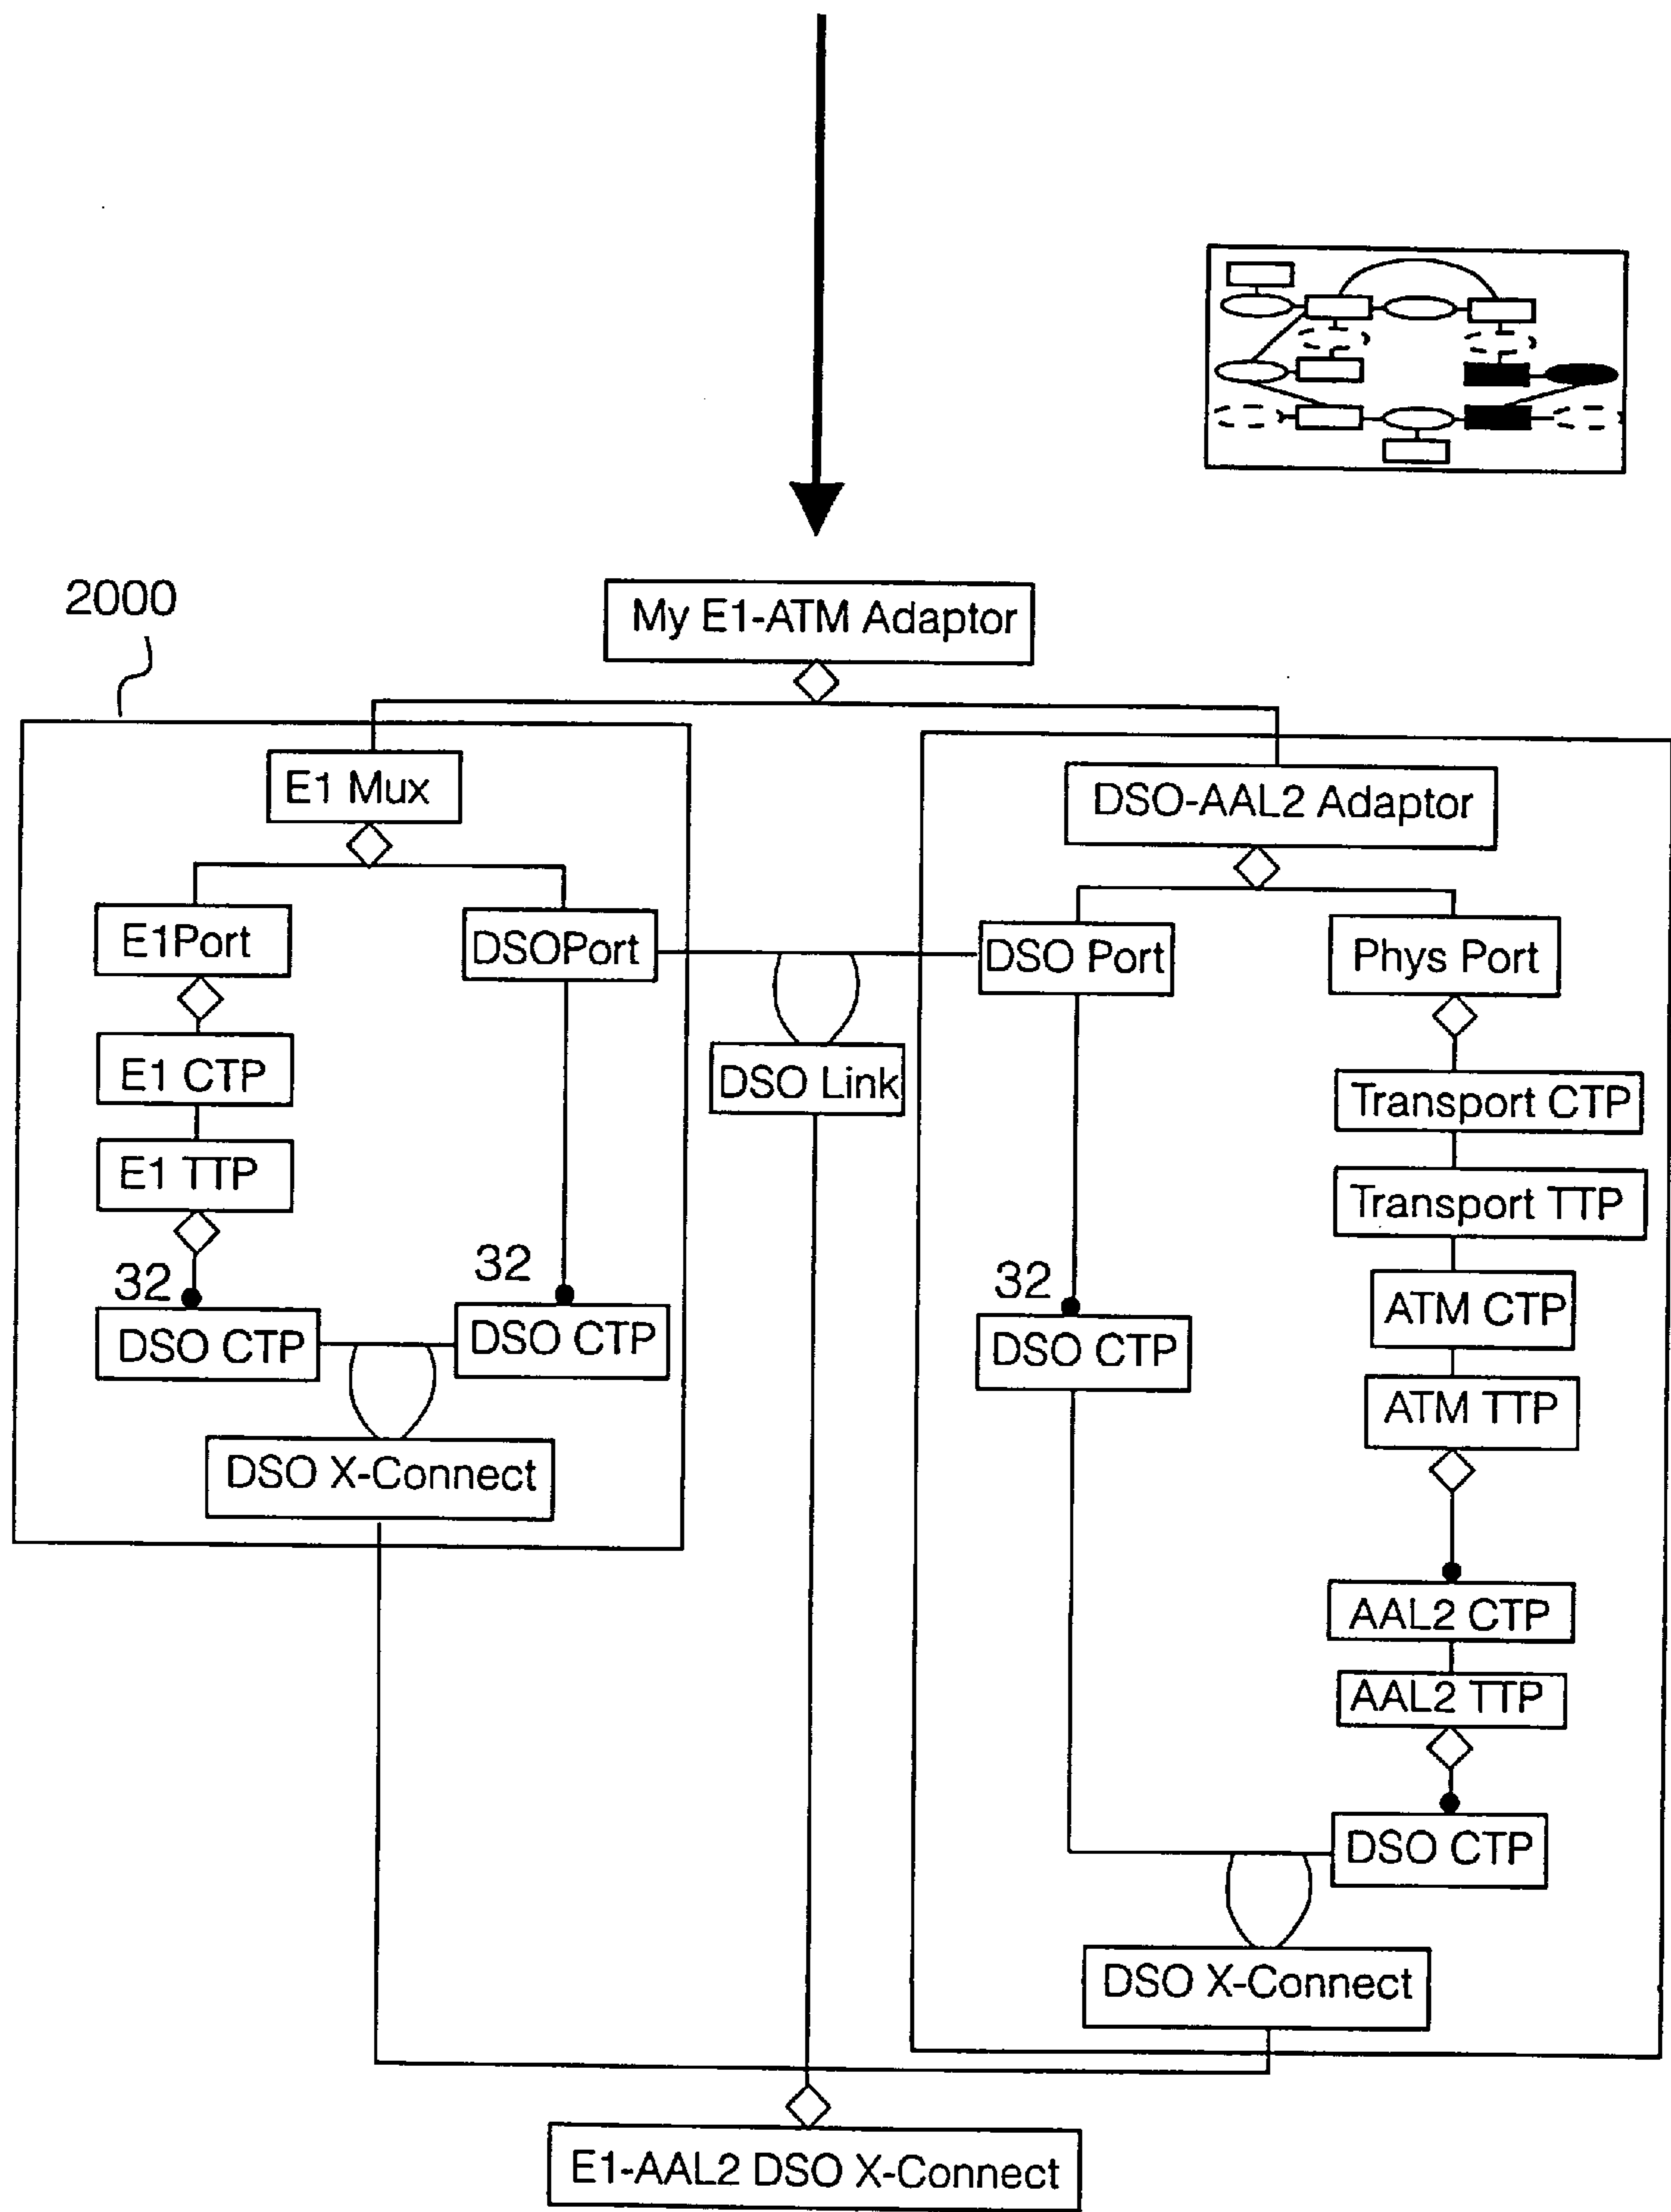 2000
My E1-ATM Adaptor
E1 Mux
DSO-AAL2 Adaptor
E1Port
DSOPort
DSO Port
Phys Port
E1 CTP
DSO Link
Transport CTP
E1 TTP
Transport TTP
32
32
32
DSO CTP
DSO CTP
DSO CTP
ATM CTP
ATM TTP
DSO X-Connect
AAL2 CTP
AAL2 TTP
DSO CTP
DSO X-Connect
E1-AAL2 DSO X-Connect